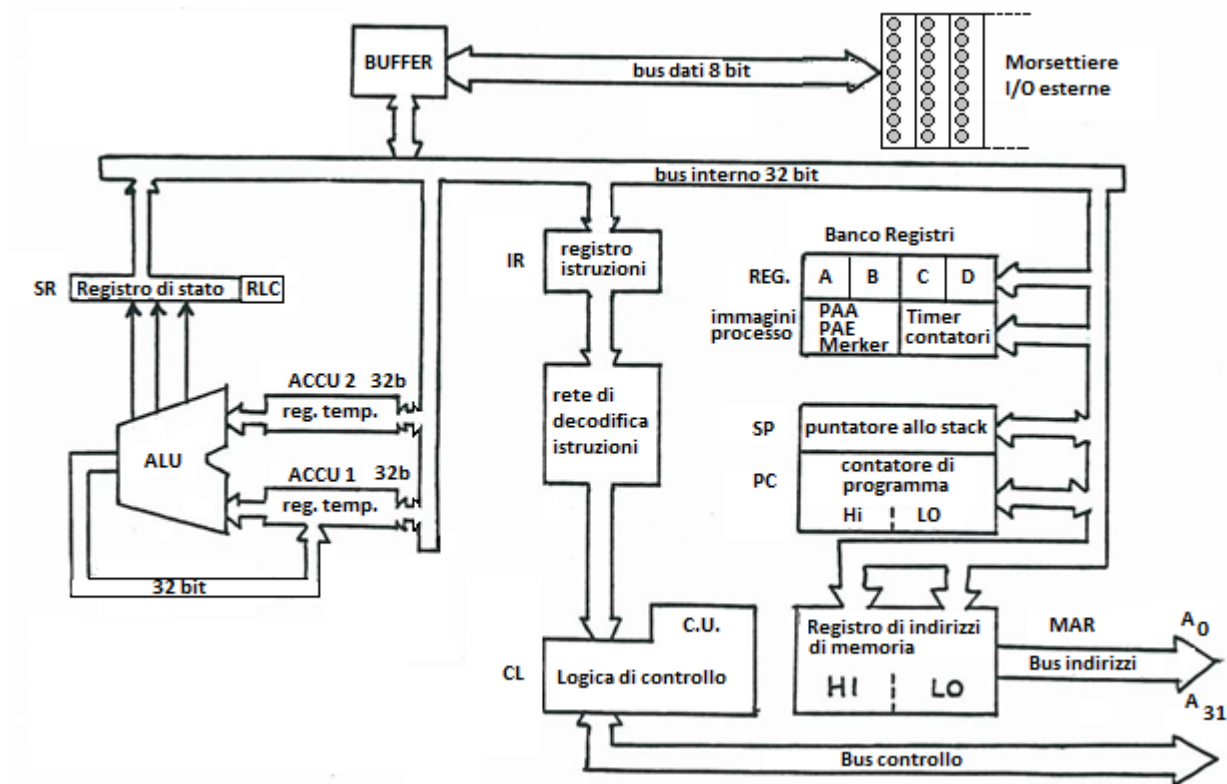 BUFFER
bus dati 8 bit
Morsettiere
I/O esterne
bus interno 32 bit
Banco Registri
IR
registro
istruzioni
REG.
A B C D
SR
Registro di stato
RLC
immagini
processo
PAA
PAE
Merker
Timer
contatori
ACCU 2 32b
reg. temp.
rete di
decodifica
istruzioni
SP
puntatore allo stack
ALU
ACCU 1 32b
reg. temp.
PC
contatore di
programma
Hi LO
32 bit
C.U.
CL
Logica di controllo
Registro di indirizzi
di memoria
HI LO
MAR
A0
Bus indirizzi
A31
Bus controllo